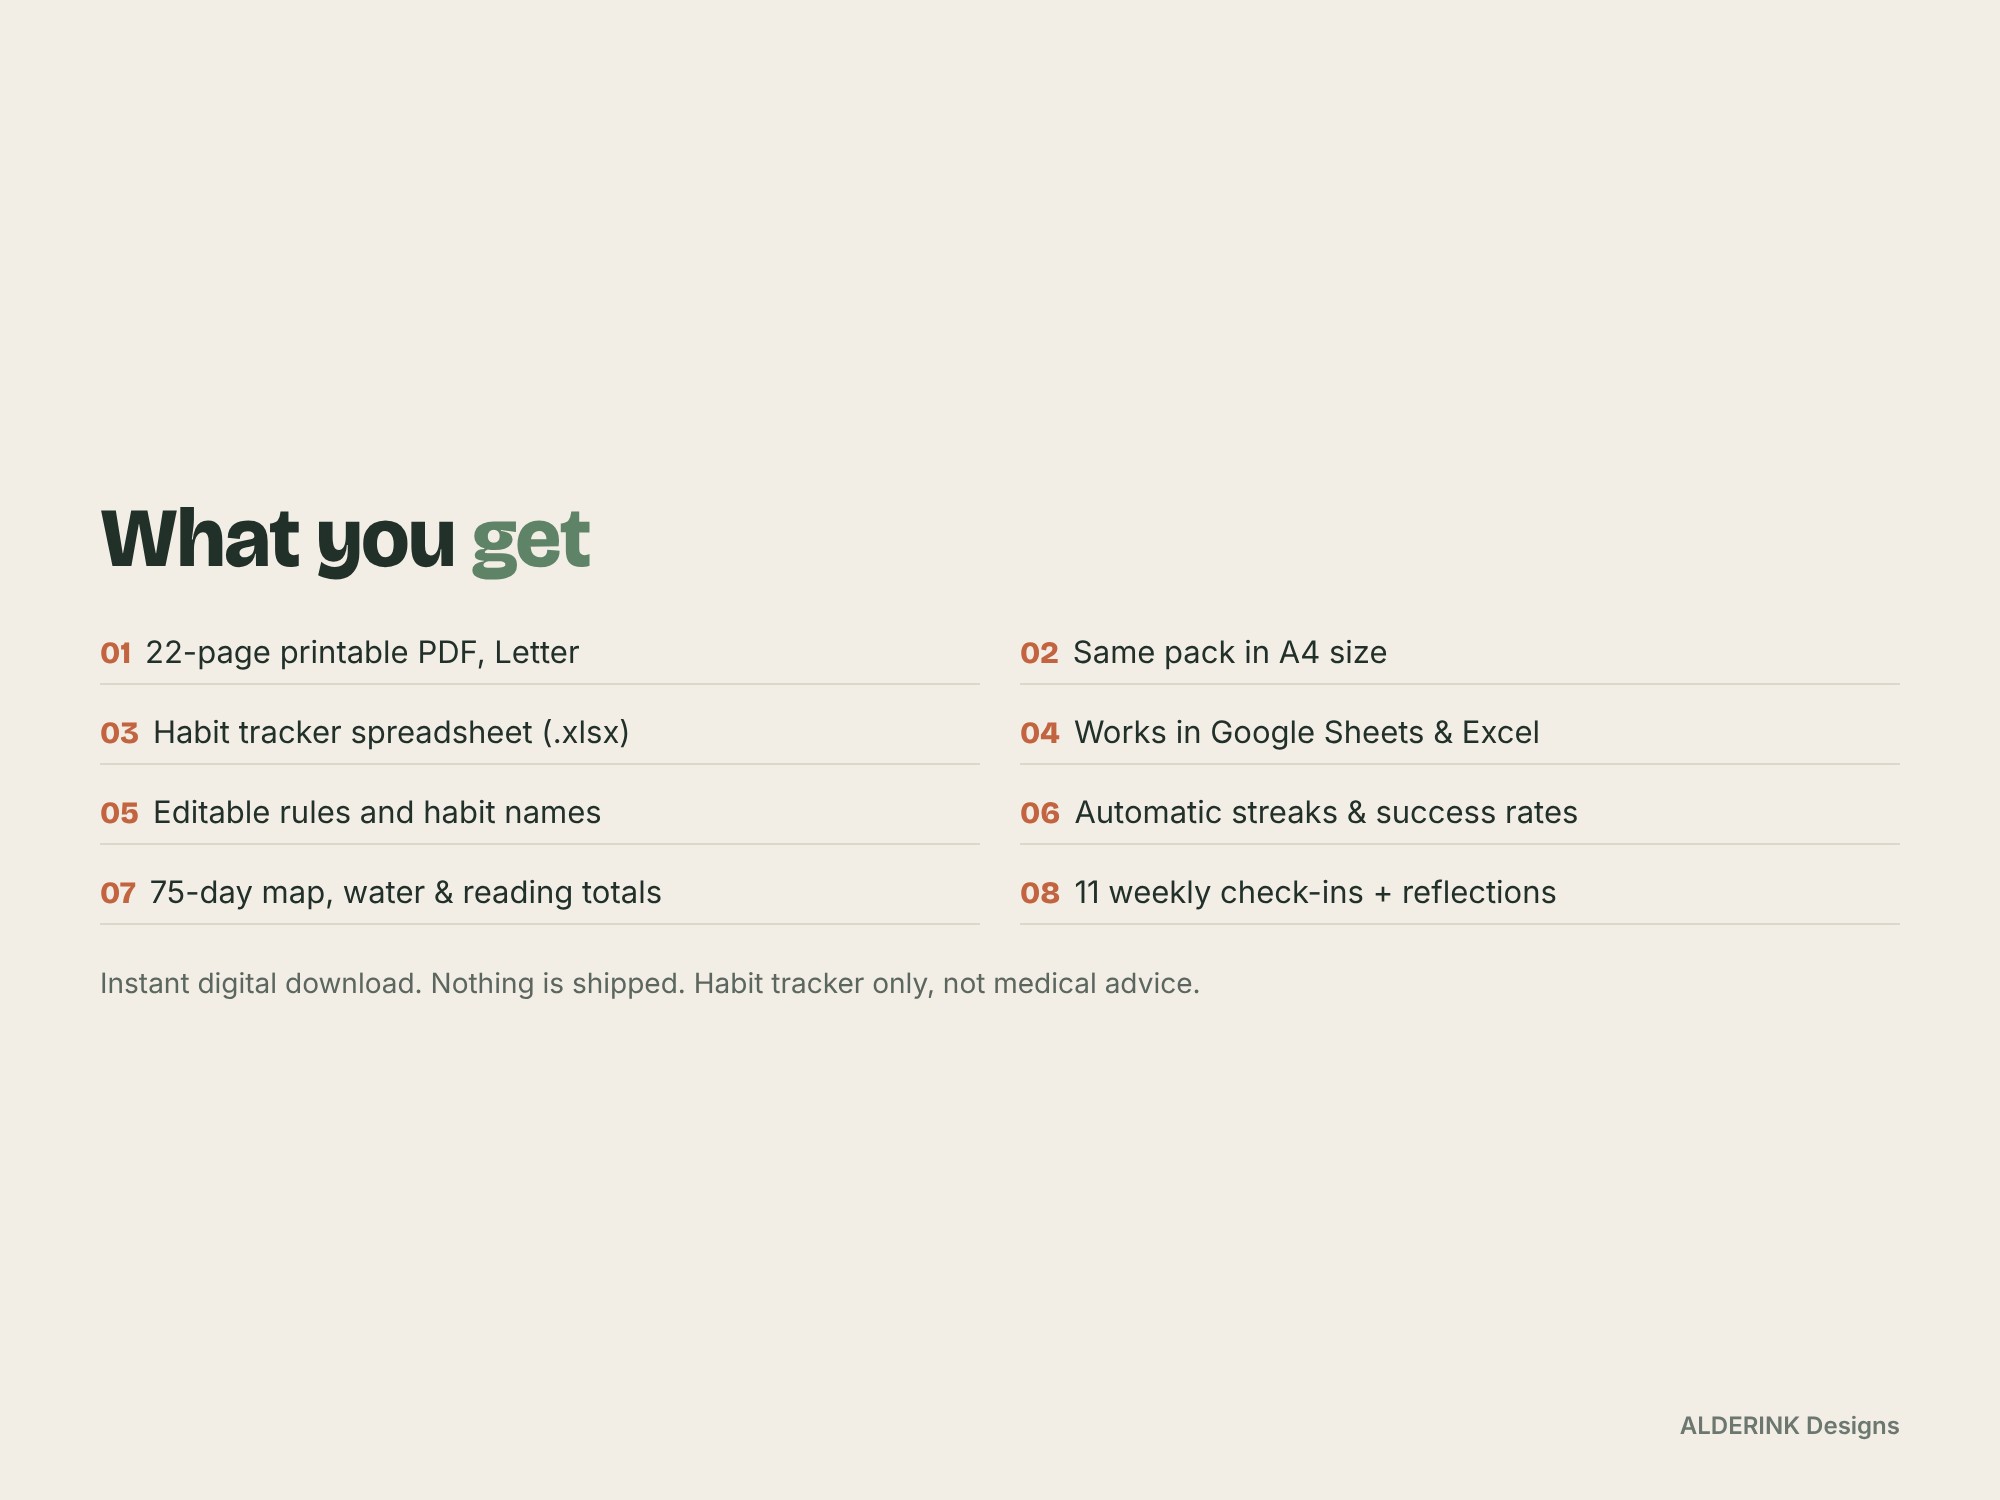 What you get
01 22-page printable PDF, Letter
02 Same pack in A4 size
03 Habit tracker spreadsheet (.xlsx)
04 Works in Google Sheets & Excel
05 Editable rules and habit names
06 Automatic streaks & success rates
07 75-day map, water & reading totals
08 11 weekly check-ins + reflections
Instant digital download. Nothing is shipped. Habit tracker only, not medical advice.
ALDERINK Designs